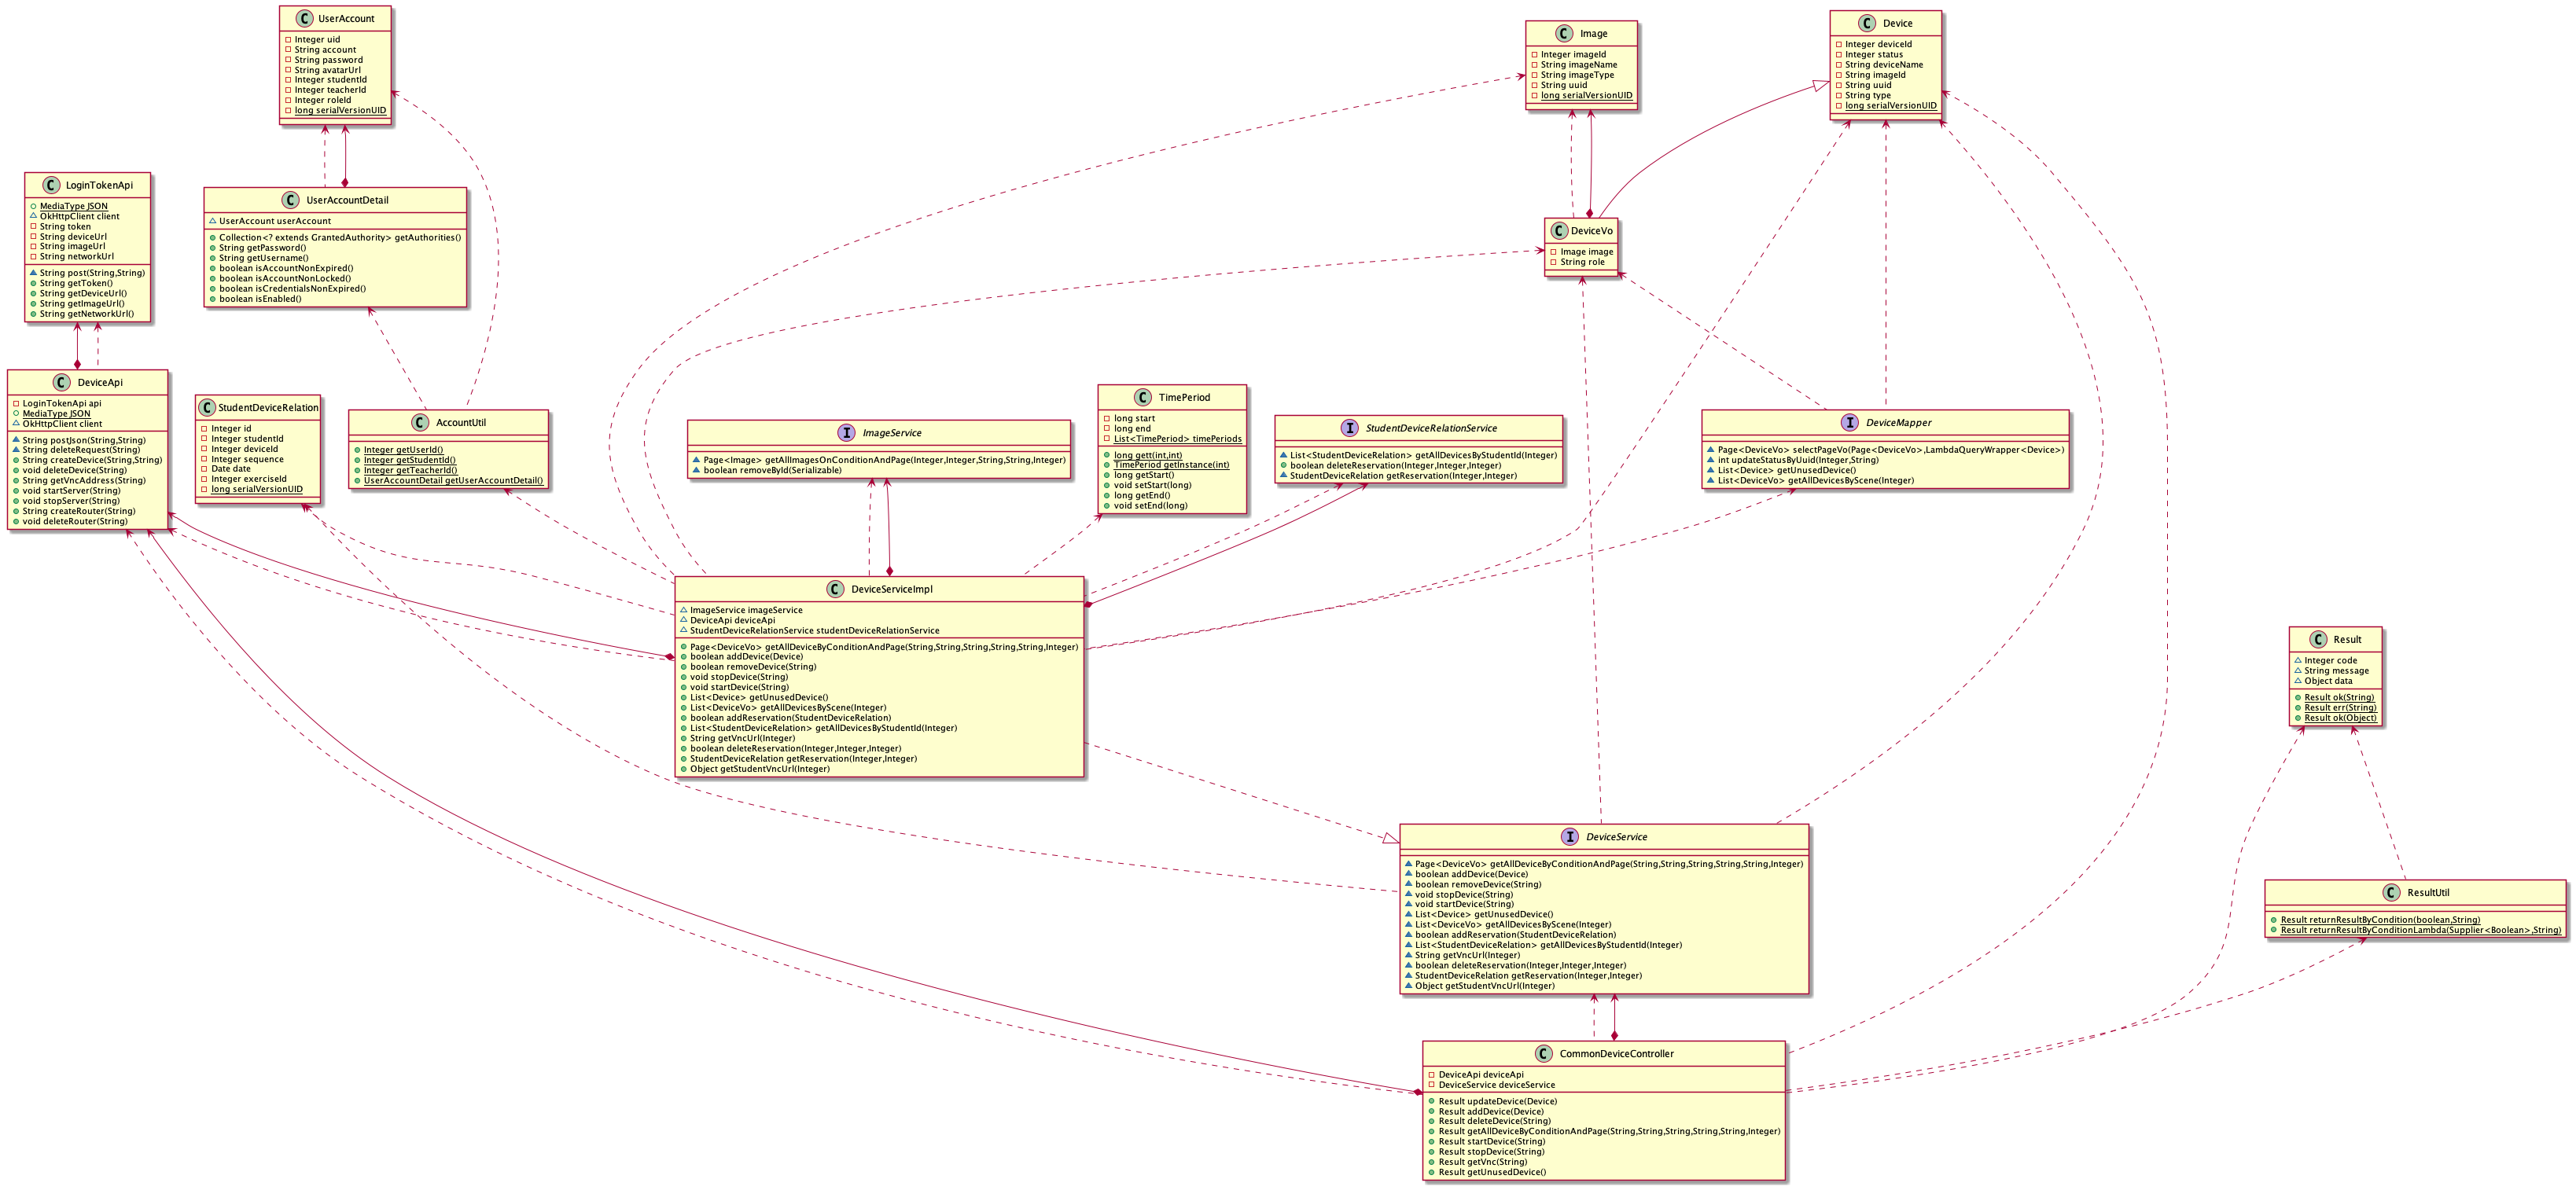 UserAccount
Integer uid
String account
String password
String avatarUrl
Integer studentId
Integer teacherId
Integer roleId
long serialVersionUID
Image
Integer imageId
String imageName
String imageType
String uuid
long serialVersionUID
Device
Integer deviceId
Integer status
String deviceName
String imageId
String uuid
String type
long serialVersionUID
LoginTokenApi
MediaType JSON
OkHttpClient client
String token
String deviceUrl
String imageUrl
String networkUrl
String post(String,String)
String getToken()
String getDeviceUrl()
String getImageUrl()
String getNetworkUrl()
UserAccountDetail
UserAccount userAccount
Collection<? extends GrantedAuthority> getAuthorities()
String getPassword()
String getUsername()
boolean isAccountNonExpired()
boolean isAccountNonLocked()
boolean isCredentialsNonExpired()
boolean isEnabled()
DeviceVo
Image image
String role
DeviceApi
LoginTokenApi api
MediaType JSON
OkHttpClient client
String postJson(String,String)
String deleteRequest(String)
String createDevice(String,String)
void deleteDevice(String)
String getVncAddress(String)
void startServer(String)
void stopServer(String)
String createRouter(String)
void deleteRouter(String)
StudentDeviceRelation
Integer id
Integer studentId
Integer deviceId
Integer sequence
Date date
Integer exerciseId
long serialVersionUID
AccountUtil
Integer getUserId()
Integer getStudentId()
Integer getTeacherId()
UserAccountDetail getUserAccountDetail()
ImageService
Page<Image> getAllImagesOnConditionAndPage(Integer,Integer,String,String,Integer)
boolean removeById(Serializable)
TimePeriod
long start
long end
List<TimePeriod> timePeriods
long gett(int,int)
TimePeriod getInstance(int)
long getStart()
void setStart(long)
long getEnd()
void setEnd(long)
StudentDeviceRelationService
List<StudentDeviceRelation> getAllDevicesByStudentId(Integer)
boolean deleteReservation(Integer,Integer,Integer)
StudentDeviceRelation getReservation(Integer,Integer)
DeviceMapper
Page<DeviceVo> selectPageVo(Page<DeviceVo>,LambdaQueryWrapper<Device>)
int updateStatusByUuid(Integer,String)
List<Device> getUnusedDevice()
List<DeviceVo> getAllDevicesByScene(Integer)
DeviceServiceImpl
ImageService imageService
DeviceApi deviceApi
StudentDeviceRelationService studentDeviceRelationService
Page<DeviceVo> getAllDeviceByConditionAndPage(String,String,String,String,String,Integer)
boolean addDevice(Device)
boolean removeDevice(String)
void stopDevice(String)
void startDevice(String)
List<Device> getUnusedDevice()
List<DeviceVo> getAllDevicesByScene(Integer)
boolean addReservation(StudentDeviceRelation)
List<StudentDeviceRelation> getAllDevicesByStudentId(Integer)
String getVncUrl(Integer)
boolean deleteReservation(Integer,Integer,Integer)
StudentDeviceRelation getReservation(Integer,Integer)
Object getStudentVncUrl(Integer)
Result
Integer code
String message
Object data
Result ok(String)
Result err(String)
Result ok(Object)
DeviceService
Page<DeviceVo> getAllDeviceByConditionAndPage(String,String,String,String,String,Integer)
boolean addDevice(Device)
boolean removeDevice(String)
void stopDevice(String)
void startDevice(String)
List<Device> getUnusedDevice()
List<DeviceVo> getAllDevicesByScene(Integer)
boolean addReservation(StudentDeviceRelation)
List<StudentDeviceRelation> getAllDevicesByStudentId(Integer)
String getVncUrl(Integer)
boolean deleteReservation(Integer,Integer,Integer)
StudentDeviceRelation getReservation(Integer,Integer)
Object getStudentVncUrl(Integer)
ResultUtil
Result returnResultByCondition(boolean,String)
Result returnResultByConditionLambda(Supplier<Boolean>,String)
CommonDeviceController
DeviceApi deviceApi
DeviceService deviceService
Result updateDevice(Device)
Result addDevice(Device)
Result deleteDevice(String)
Result getAllDeviceByConditionAndPage(String,String,String,String,String,Integer)
Result startDevice(String)
Result stopDevice(String)
Result getVnc(String)
Result getUnusedDevice()